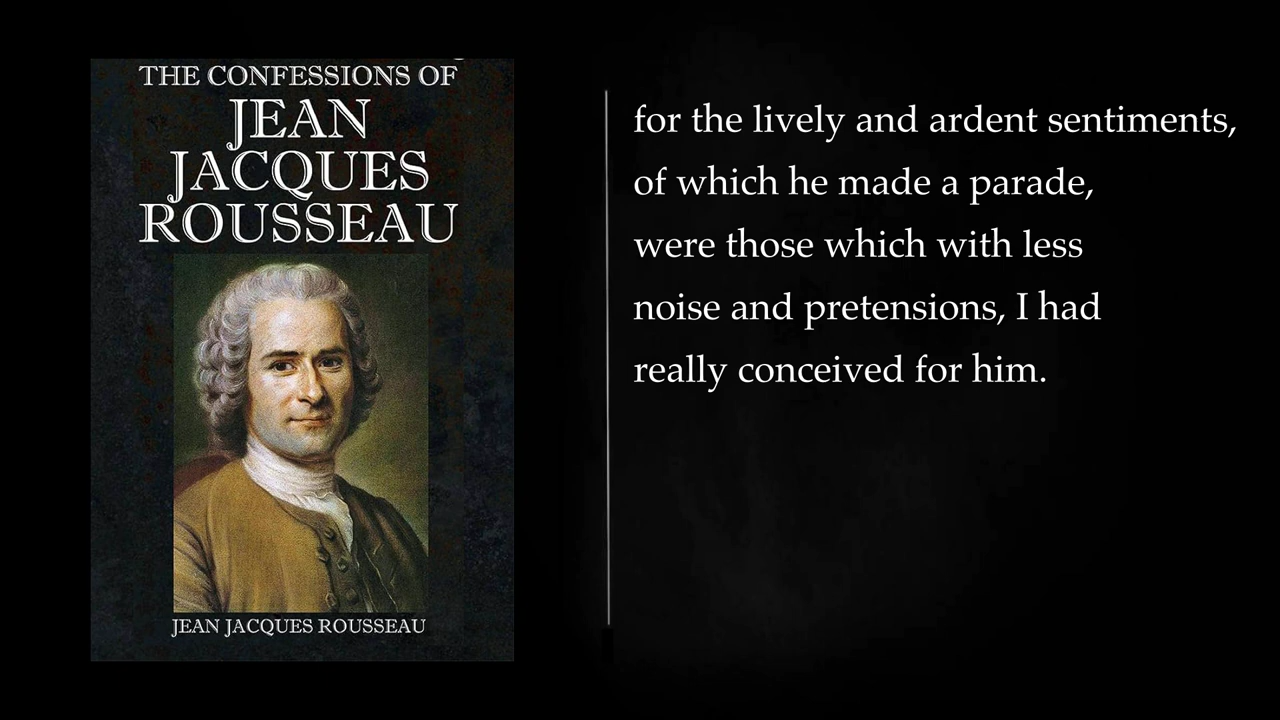 THE CONFESSIONS OF
JEAN
JACQUES
ROUSSEAU
JEAN JACQUES ROUSSEAU
for the lively and ardent sentiments,
of which he made a parade,
were those which with less
noise and pretensions, I had
really conceived for him.